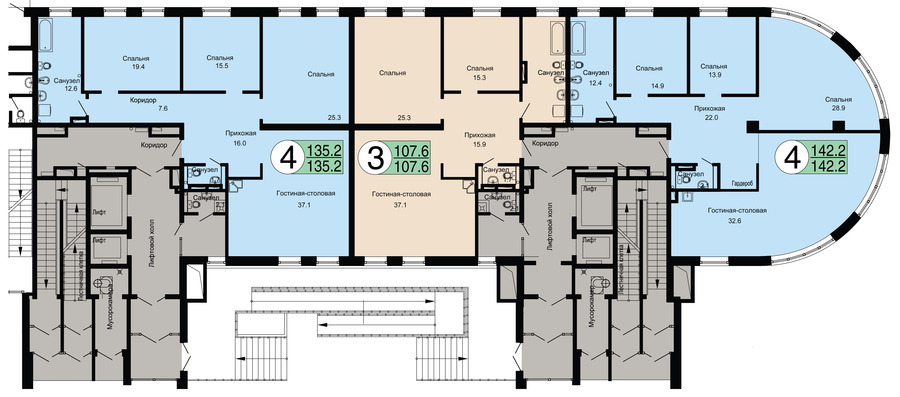 Санузел
12.6
Спальня
19.4
Спальня
15.5
Спальня
25.3
Коридор
7.6
Прихожая
16.0
Коридор
4
135.2
135.2
Санузел
Санузел
Гостиная-столовая
37.1
Лифт
Лифт
Лифтовой холл
Лестничная клетка
Мусорокамера
Спальня
25.3
Спальня
15.3
Санузел
Прихожая
15.9
3
107.6
107.6
Гостиная-столовая
37.1
Санузел
Санузел
Коридор
Лифтовой холл
Лифт
Лифт
Лестничная клетка
Мусорокамера
Санузел
12.4
Спальня
14.9
Спальня
13.9
Спальня
28.9
Прихожая
22.0
4
142.2
142.2
Санузел
Гардероб
Гостиная-столовая
32.6